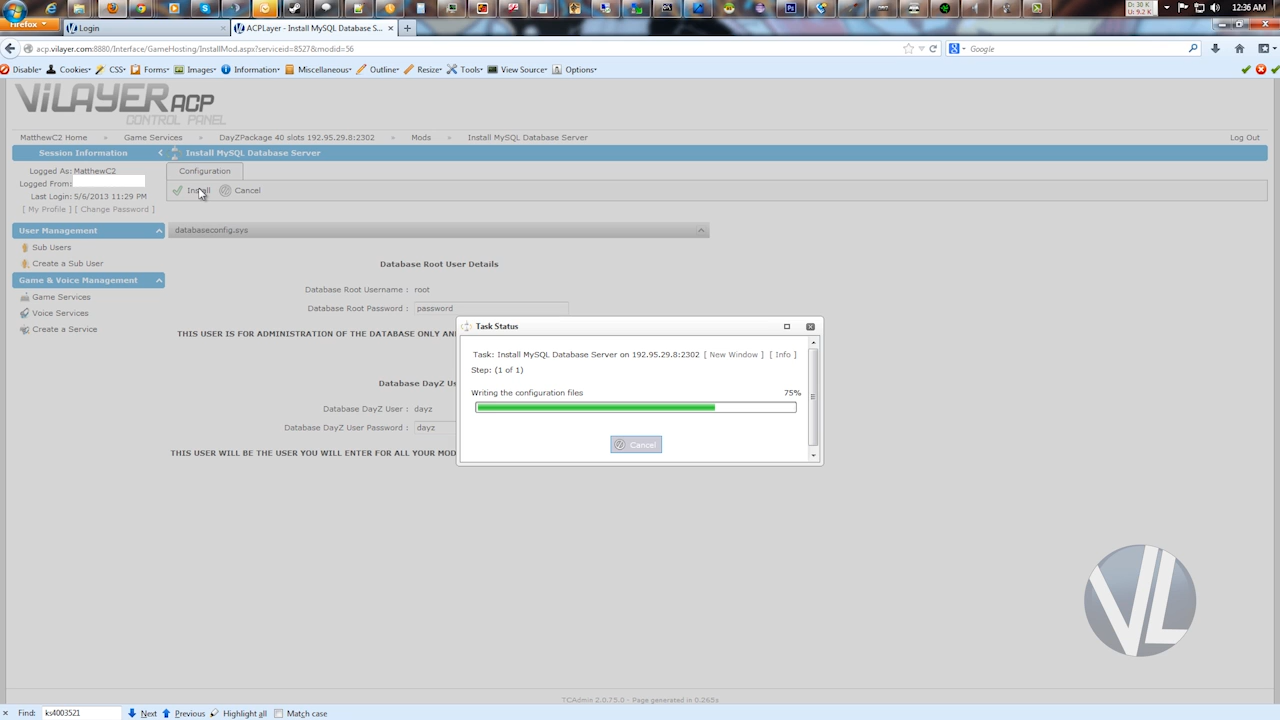 Firefox
12:36 AM
D: 30 K
U: 9.2 K
Login
ACPLayer - Install MySQL Database S...
acp.vilayer.com:8880/Interface/GameHosting/InstallMod.aspx?serviceid=8527&modid=56
Google
Disable Cookies CSS Forms Images Information Miscellaneous Outline Resize Tools View Source Options
ViLAYER ACP
CONTROL PANEL
MatthewC2 Home » Game Services » DayZPackage 40 slots 192.95.29.8:2302 » Mods » Install MySQL Database Server Log Out
Session Information
Install MySQL Database Server
Logged As: MatthewC2
Configuration
Logged From:
Install Cancel
Last Login: 5/6/2013 11:29 PM
[ My Profile ] [ Change Password ]
User Management
databaseconfig.sys
Sub Users
Create a Sub User
Database Root User Details
Game & Voice Management
Database Root Username : root
Game Services
Database Root Password : password
Voice Services
Create a Service
THIS USER IS FOR ADMINISTRATION OF THE DATABASE ONLY AN
Task Status
Task: Install MySQL Database Server on 192.95.29.8:2302 [ New Window ] [ Info ]
Step: (1 of 1)
Database DayZ Us
Writing the configuration files 75%
Database DayZ User : dayz
Database DayZ User Password : dayz
Cancel
THIS USER WILL BE THE USER YOU WILL ENTER FOR ALL YOUR MOD
VL
TCAdmin 2.0.75.0 - Page generated in 0.265s
Find: ks4003521 Next Previous Highlight all Match case